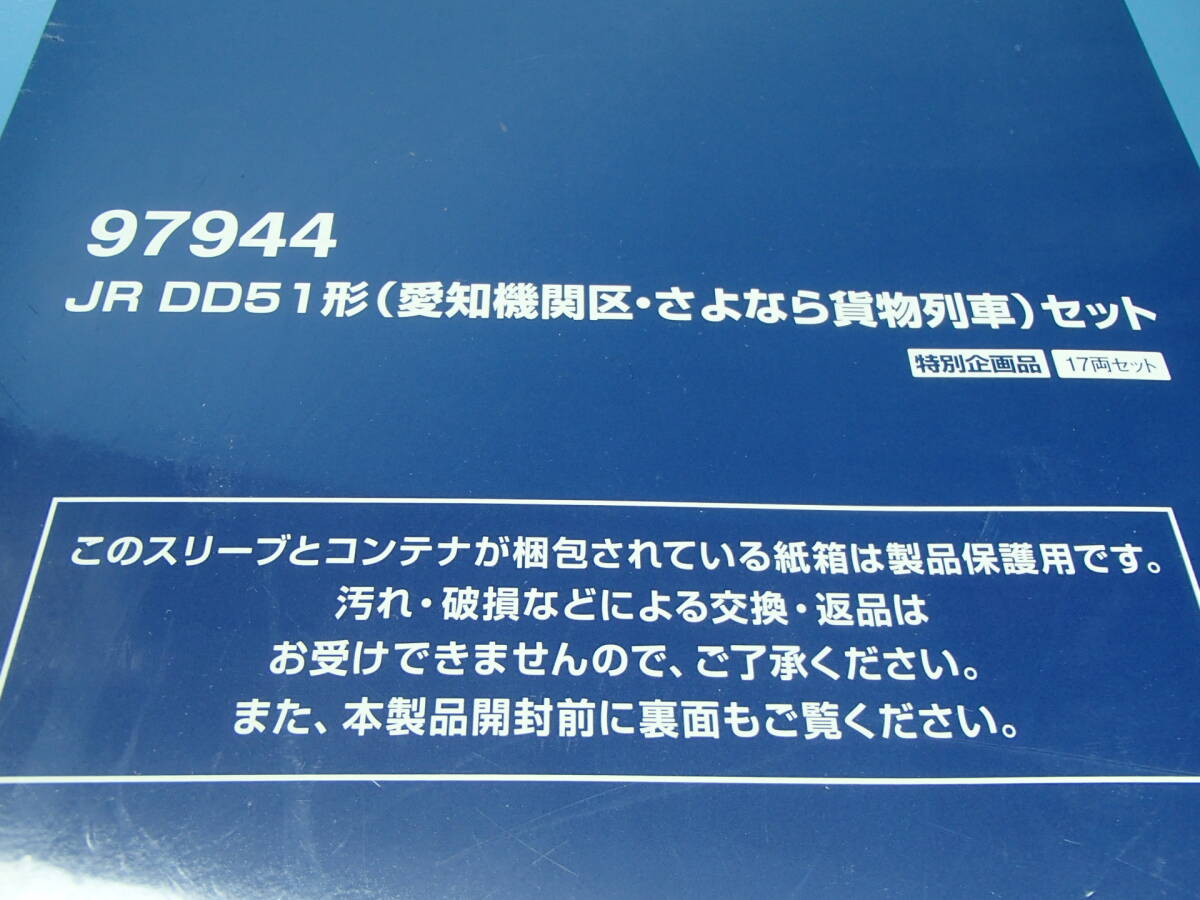 97944
JR DD51形(愛知機関区・さよなら貨物列車)セット
特別企画品 17両セット
このスリーブとコンテナが梱包されている紙箱は製品保護用です。
汚れ・破損などによる交換・返品は
お受けできませんので、ご了承ください。
また、本製品開封前に裏面もご覧ください。